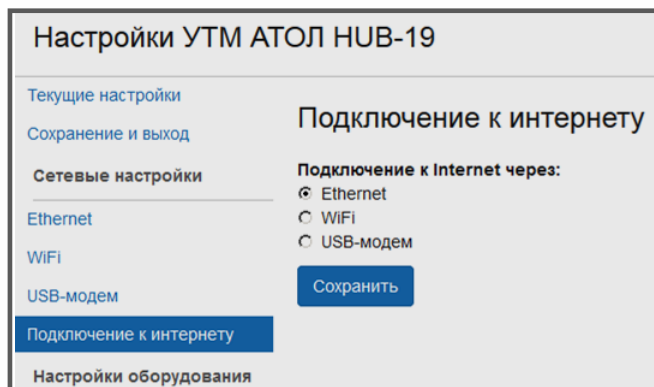 Настройки УТМ АТОЛ HUB-19
Текущие настройки
Сохранение и выход
Сетевые настройки
Ethernet
WiFi
USB-модем
Подключение к интернету
Настройки оборудования
Подключение к интернету
Подключение к Internet через:
Ethernet
WiFi
USB-модем
Сохранить